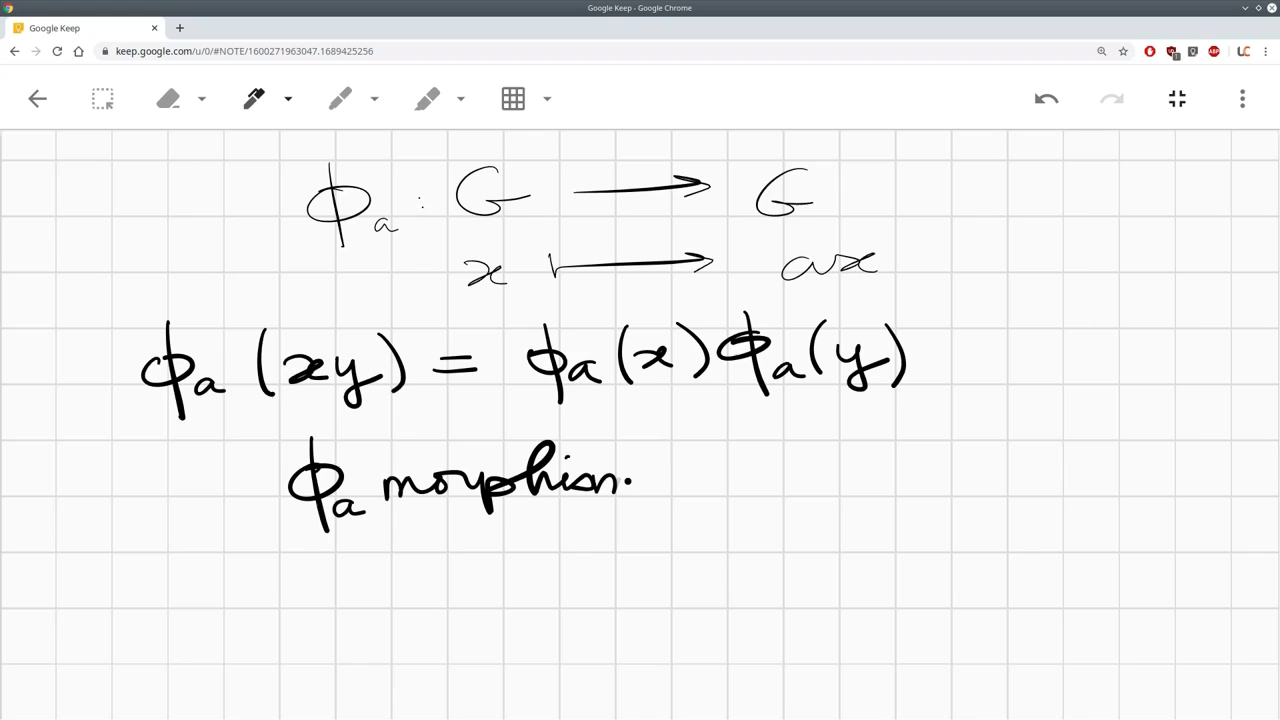 Google Keep - Google Chrome
Google Keep
keep.google.com/u/0/#NOTE/1600271963047.1689425256
ϕₐ : G ⟶ G
x ⟼ ax
ϕₐ (xy) = ϕₐ(x)ϕₐ(y)
ϕₐ morphism.